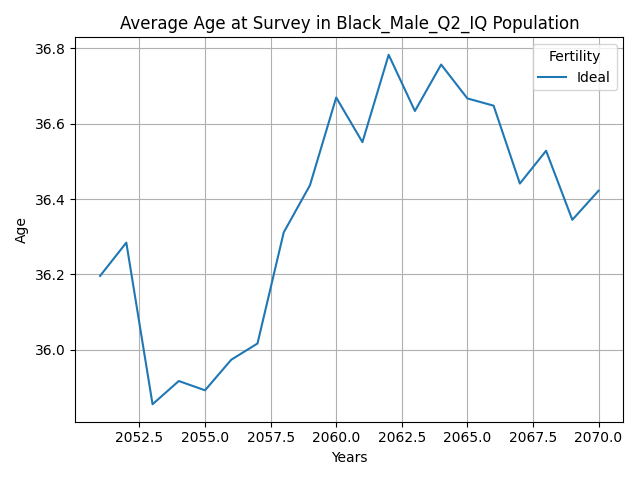 Average Age at Survey in Black_Male_Q2_IQ Population
Fertility
Ideal
36.8
36.6
36.4
36.2
36.0
Age
2052.5 2055.0 2057.5 2060.0 2062.5 2065.0 2067.5 2070.0
Years